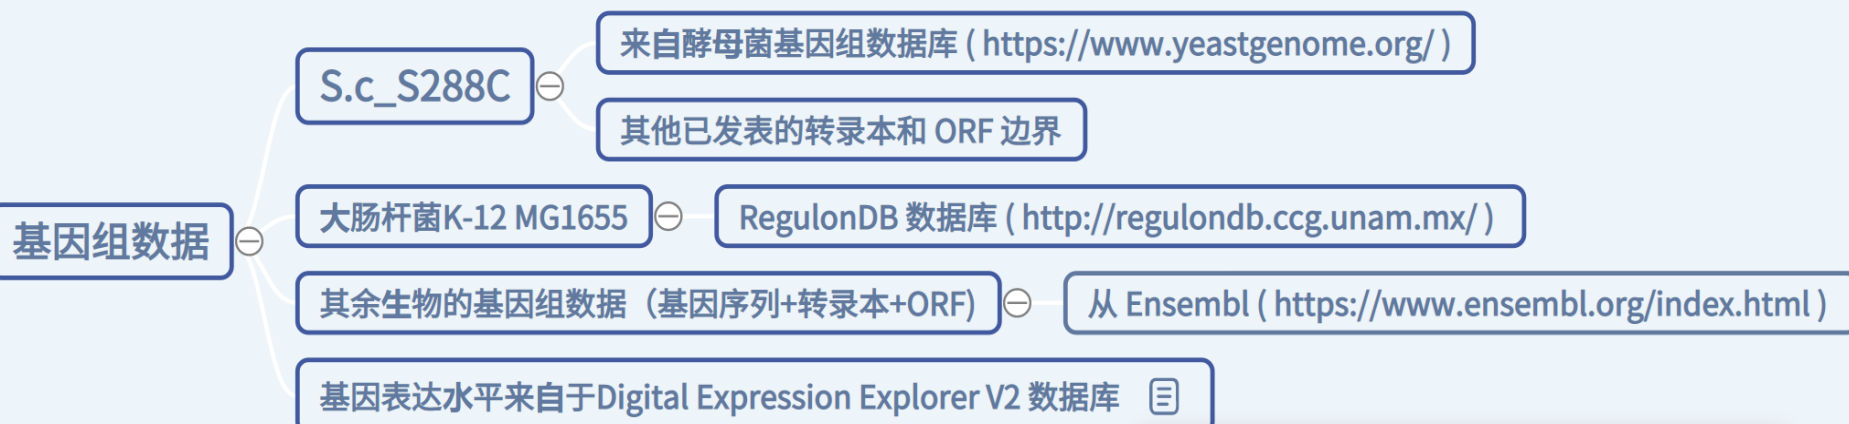 基因组数据
S.c_S288C
来自酵母菌基因组数据库 ( https://www.yeastgenome.org/ )
其他已发表的转录本和 ORF 边界
大肠杆菌K-12 MG1655
RegulonDB 数据库 ( http://regulondb.ccg.unam.mx/ )
其余生物的基因组数据（基因序列+转录本+ORF)
从 Ensembl ( https://www.ensembl.org/index.html )
基因表达水平来自于Digital Expression Explorer V2 数据库